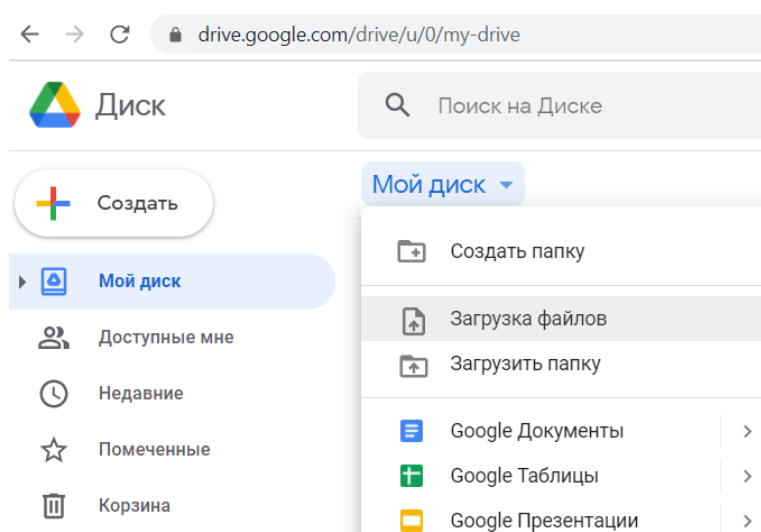 drive.google.com/drive/u/0/my-drive
Диск
Поиск на Диске
Создать
Мой диск
Доступные мне
Недавние
Помеченные
Корзина
Мой диск
Создать папку
Загрузка файлов
Загрузить папку
Google Документы
Google Таблицы
Google Презентации